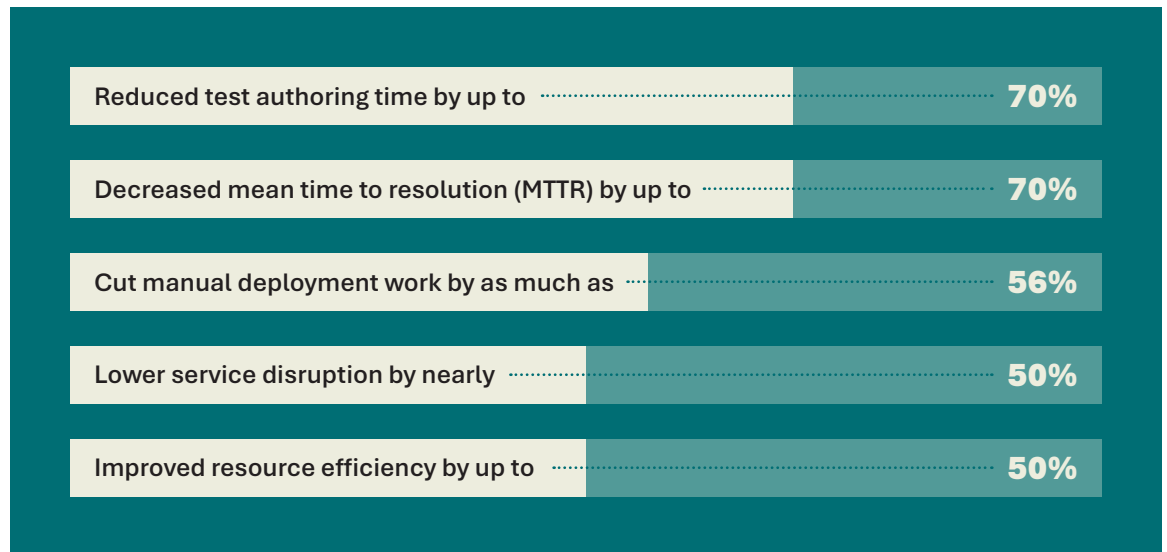 Reduced test authoring time by up to 70%
Decreased mean time to resolution (MTTR) by up to 70%
Cut manual deployment work by as much as 56%
Lower service disruption by nearly 50%
Improved resource efficiency by up to 50%